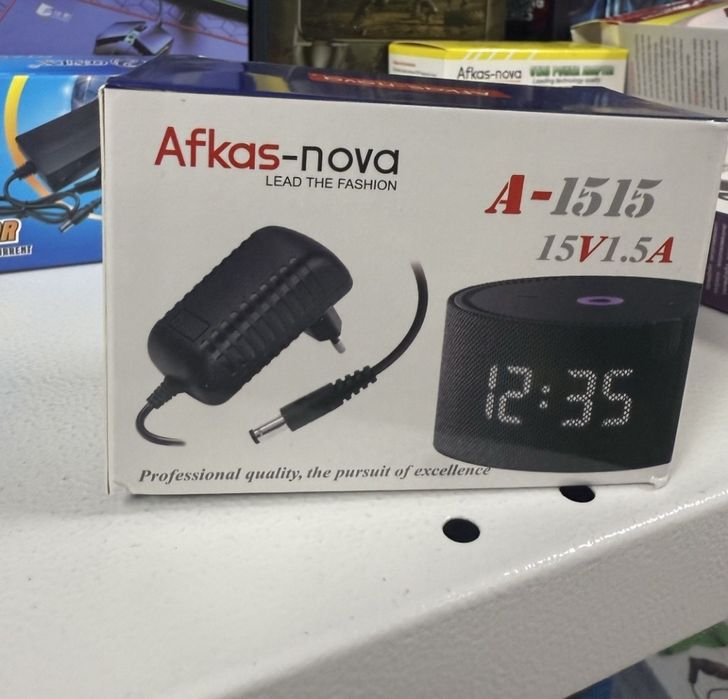 Afkas-nova
Afkas-nova
LEAD THE FASHION
A-1515
15V1.5A
12:35
Professional quality, the pursuit of excellence
R